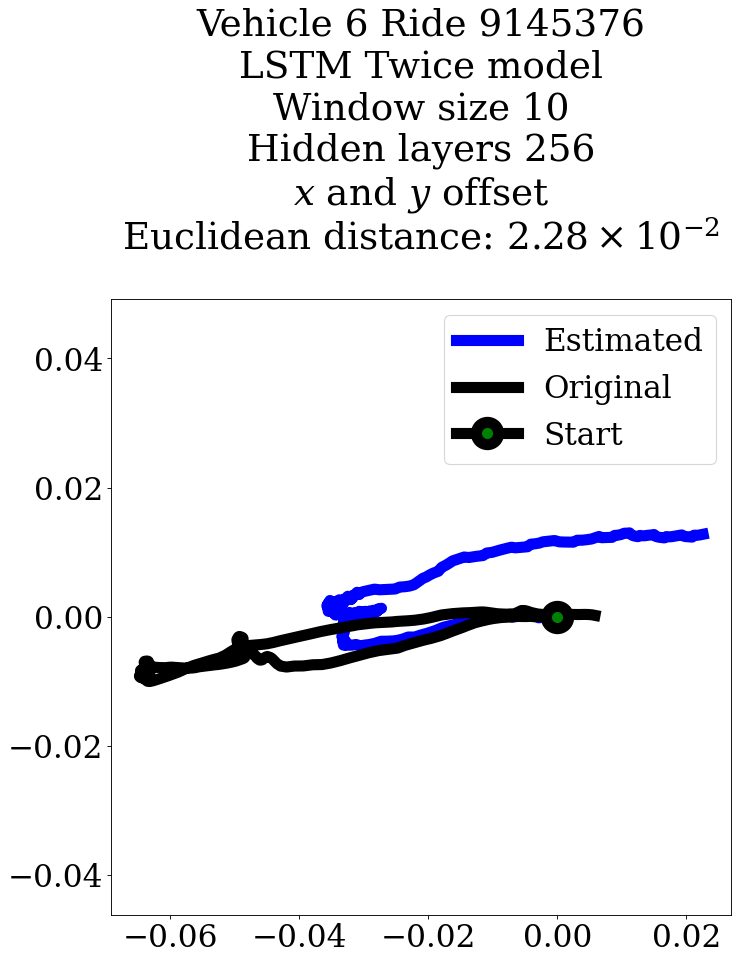 Vehicle 6 Ride 9145376
LSTM Twice model
Window size 10
Hidden layers 256
x and y offset
Euclidean distance: 2.28 × 10⁻²
Estimated
Original
Start
0.04
0.02
0.00
−0.02
−0.04
−0.06 −0.04 −0.02 0.00 0.02